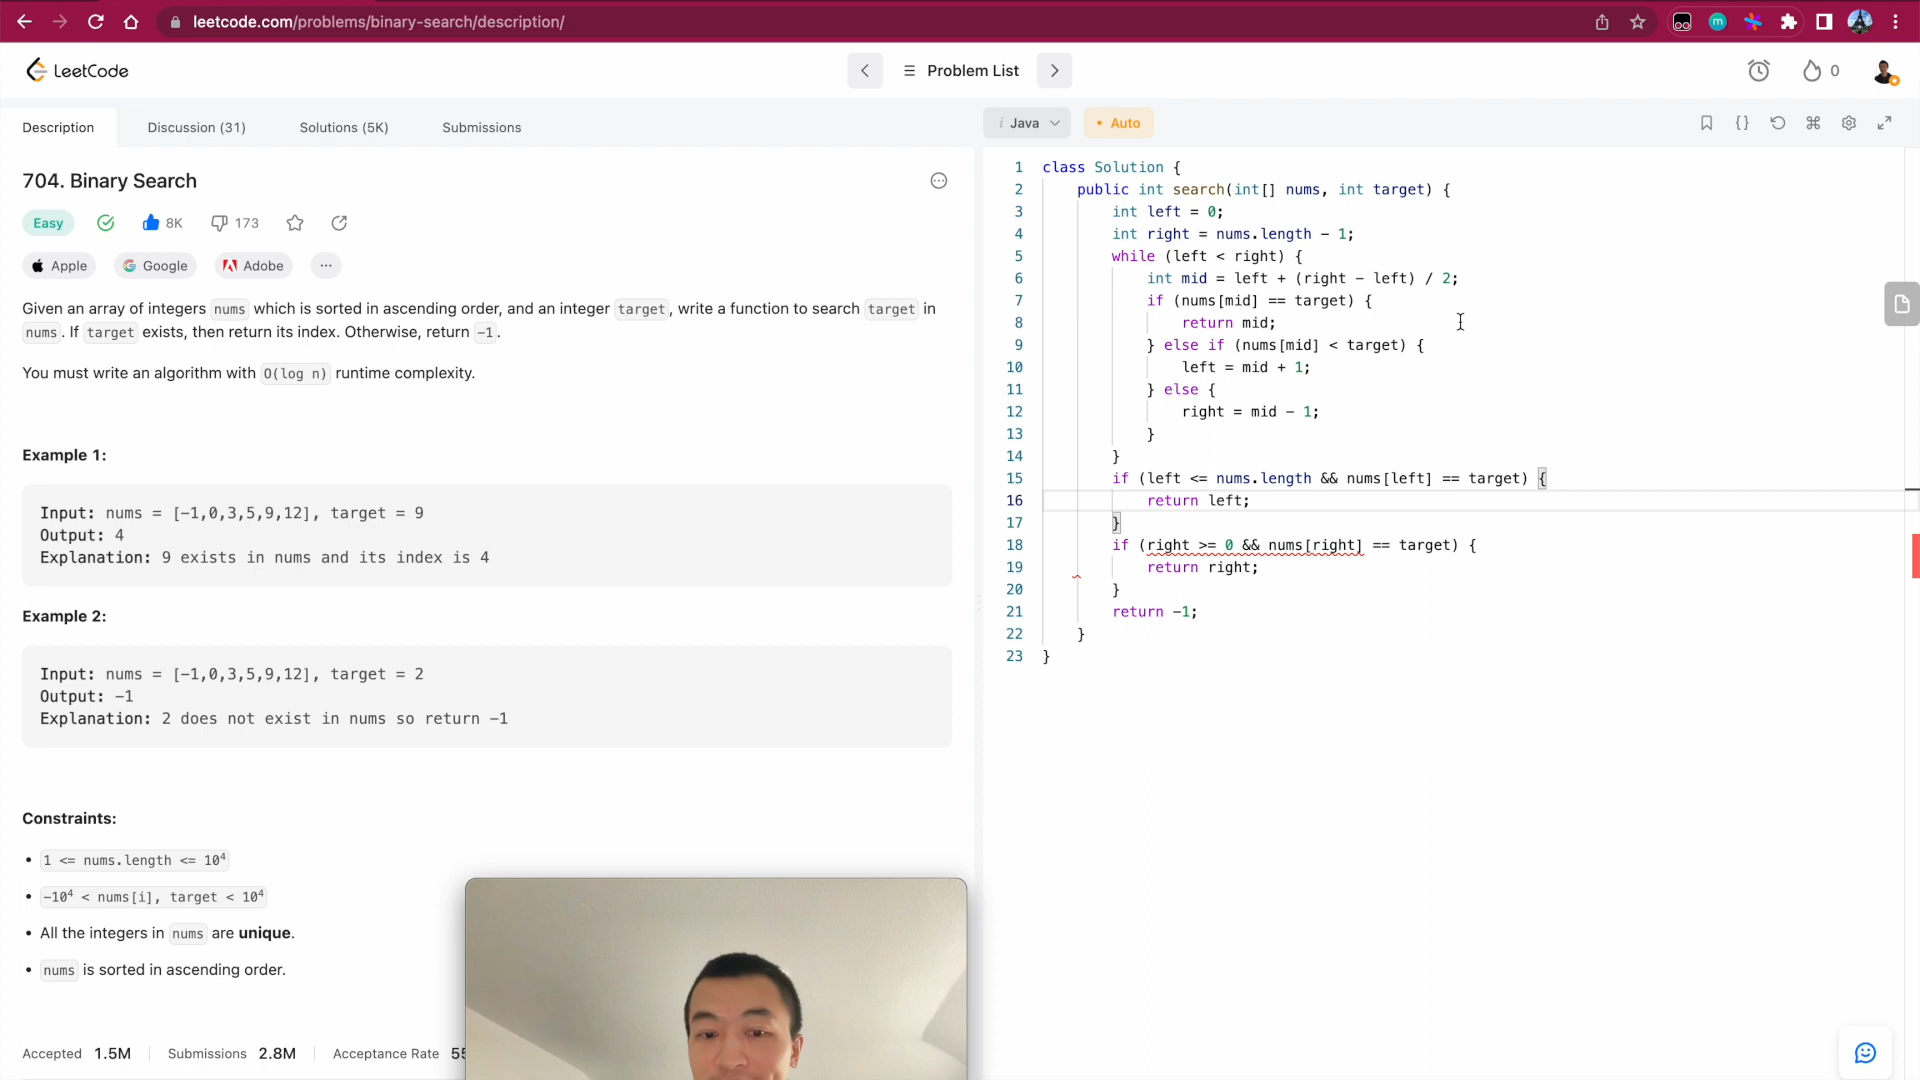 leetcode.com/problems/binary-search/description/
LeetCode
Problem List
0
Description
Discussion (31)
Solutions (5K)
Submissions
i Java
• Auto
704. Binary Search
Easy
8K
173
Apple
Google
Adobe
Given an array of integers nums which is sorted in ascending order, and an integer target, write a function to search target in
nums. If target exists, then return its index. Otherwise, return -1.
You must write an algorithm with O(log n) runtime complexity.
Example 1:
Input: nums = [-1,0,3,5,9,12], target = 9
Output: 4
Explanation: 9 exists in nums and its index is 4
Example 2:
Input: nums = [-1,0,3,5,9,12], target = 2
Output: -1
Explanation: 2 does not exist in nums so return -1
Constraints:
• 1 <= nums.length <= 10⁴
• -10⁴ < nums[i], target < 10⁴
• All the integers in nums are unique.
• nums is sorted in ascending order.
Accepted 1.5M
Submissions 2.8M
Acceptance Rate
1 class Solution {
2 public int search(int[] nums, int target) {
3 int left = 0;
4 int right = nums.length - 1;
5 while (left < right) {
6 int mid = left + (right - left) / 2;
7 if (nums[mid] == target) {
8 return mid;
9 } else if (nums[mid] < target) {
10 left = mid + 1;
11 } else {
12 right = mid - 1;
13 }
14 }
15 if (left <= nums.length && nums[left] == target) {
16 return left;
17 }
18 if (right >= 0 && nums[right] == target) {
19 return right;
20 }
21 return -1;
22 }
23 }